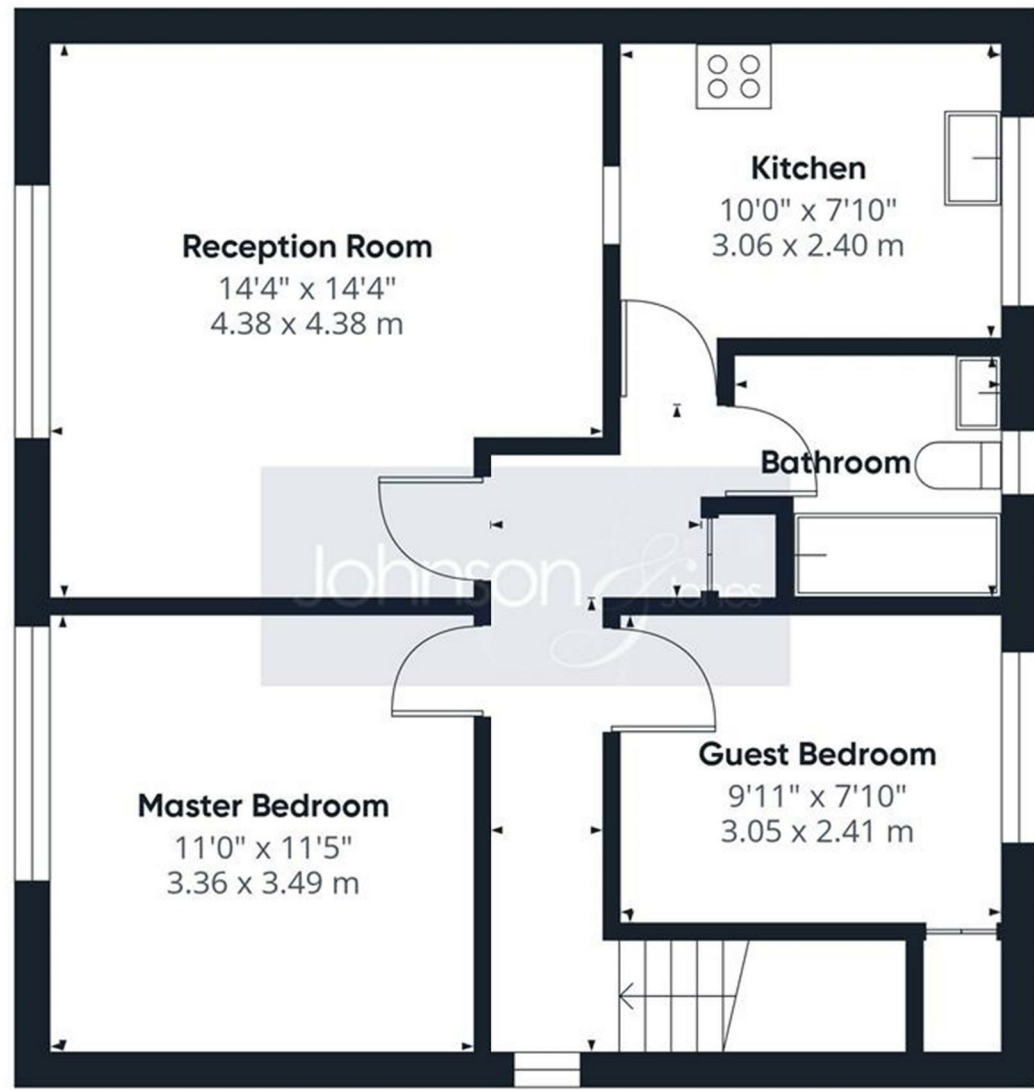 Reception Room
14'4" x 14'4"
4.38 x 4.38 m
Kitchen
10'0" x 7'10"
3.06 x 2.40 m
Bathroom
Johnson & Jones
Master Bedroom
11'0" x 11'5"
3.36 x 3.49 m
Guest Bedroom
9'11" x 7'10"
3.05 x 2.41 m